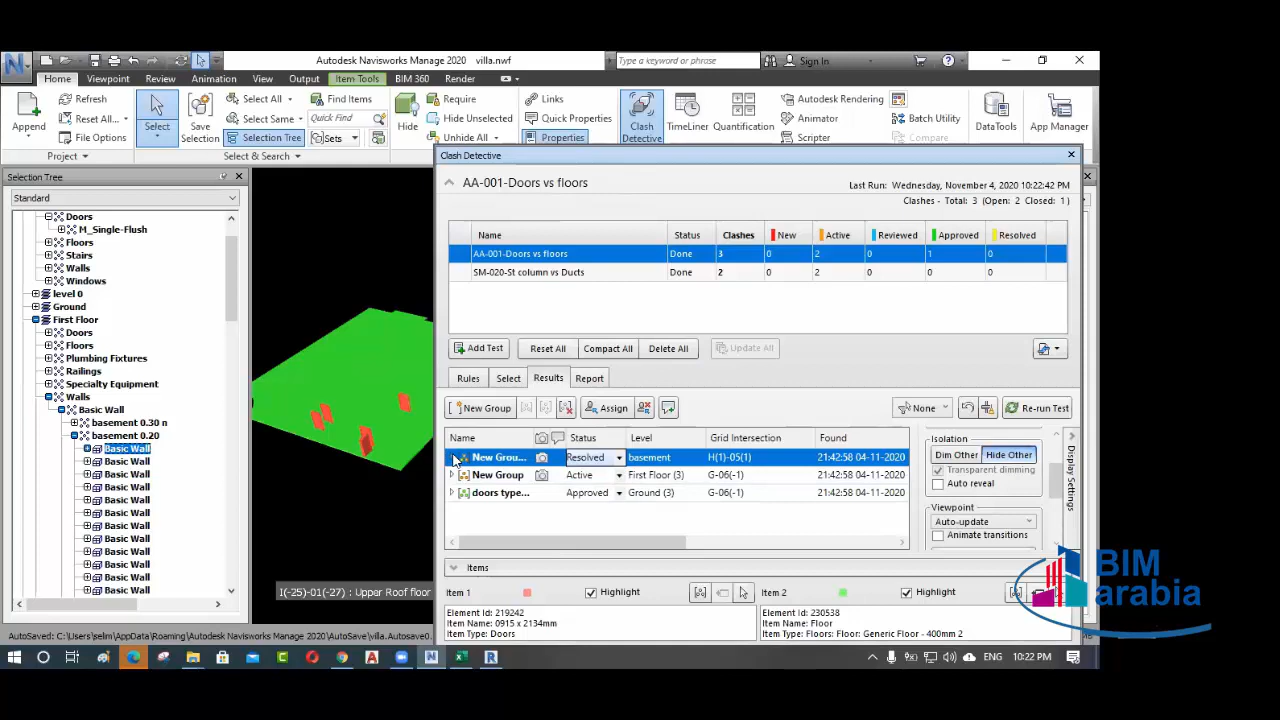 Autodesk Navisworks Manage 2020 villa.nwf
Type a keyword or phrase
Sign In
Home Viewpoint Review Animation View Output Item Tools BIM 360 Render
Append
Refresh
Reset All...
File Options
Project
Select
Save Selection
Select All
Select Same
Selection Tree
Find Items
Quick Find
Sets
Select & Search
Hide
Require
Hide Unselected
Unhide All
Links
Quick Properties
Properties
Clash Detective
TimeLiner
Quantification
Autodesk Rendering
Animator
Scripter
Batch Utility
Compare
DataTools
App Manager
Selection Tree
Standard
Doors
M_Single-Flush
Floors
Stairs
Walls
Windows
level 0
Ground
First Floor
Doors
Floors
Plumbing Fixtures
Railings
Specialty Equipment
Walls
Basic Wall
basement 0.30 n
basement 0.20
Basic Wall
Basic Wall
Basic Wall
Basic Wall
Basic Wall
Basic Wall
Basic Wall
Basic Wall
Basic Wall
Basic Wall
Basic Wall
Basic Wall
I(-25)-01(-27) : Upper Roof floor
Clash Detective
AA-001-Doors vs floors
Last Run: Wednesday, November 4, 2020 10:22:42 PM
Clashes - Total: 3 (Open: 2 Closed: 1)
Name Status Clashes New Active Reviewed Approved Resolved
AA-001-Doors vs floors Done 3 0 2 0 1 0
SM-020-St column vs Ducts Done 2 0 2 0 0 0
Add Test Reset All Compact All Delete All Update All
Rules Select Results Report
New Group Assign None Re-run Test
Name Status Level Grid Intersection Found
New Grou... Resolved basement H(1)-05(1) 21:42:58 04-11-2020
New Group Active First Floor (3) G-06(-1) 21:42:58 04-11-2020
doors type... Approved Ground (3) G-06(-1) 21:42:58 04-11-2020
Isolation
Dim Other Hide Other
Transparent dimming
Auto reveal
Viewpoint
Auto-update
Animate transitions
Display Settings
Items
Item 1 Highlight
Item 2 Highlight
Element Id: 219242
Item Name: 0915 x 2134mm
Item Type: Doors
Element Id: 230538
Item Name: Floor
Item Type: Floors: Floor: Generic Floor - 400mm 2
AutoSaved: C:\Users\selm\AppData\Roaming\Autodesk Navisworks Manage 2020\AutoSave\villa.Autosave0.
ENG 10:22 PM
BIM
arabia